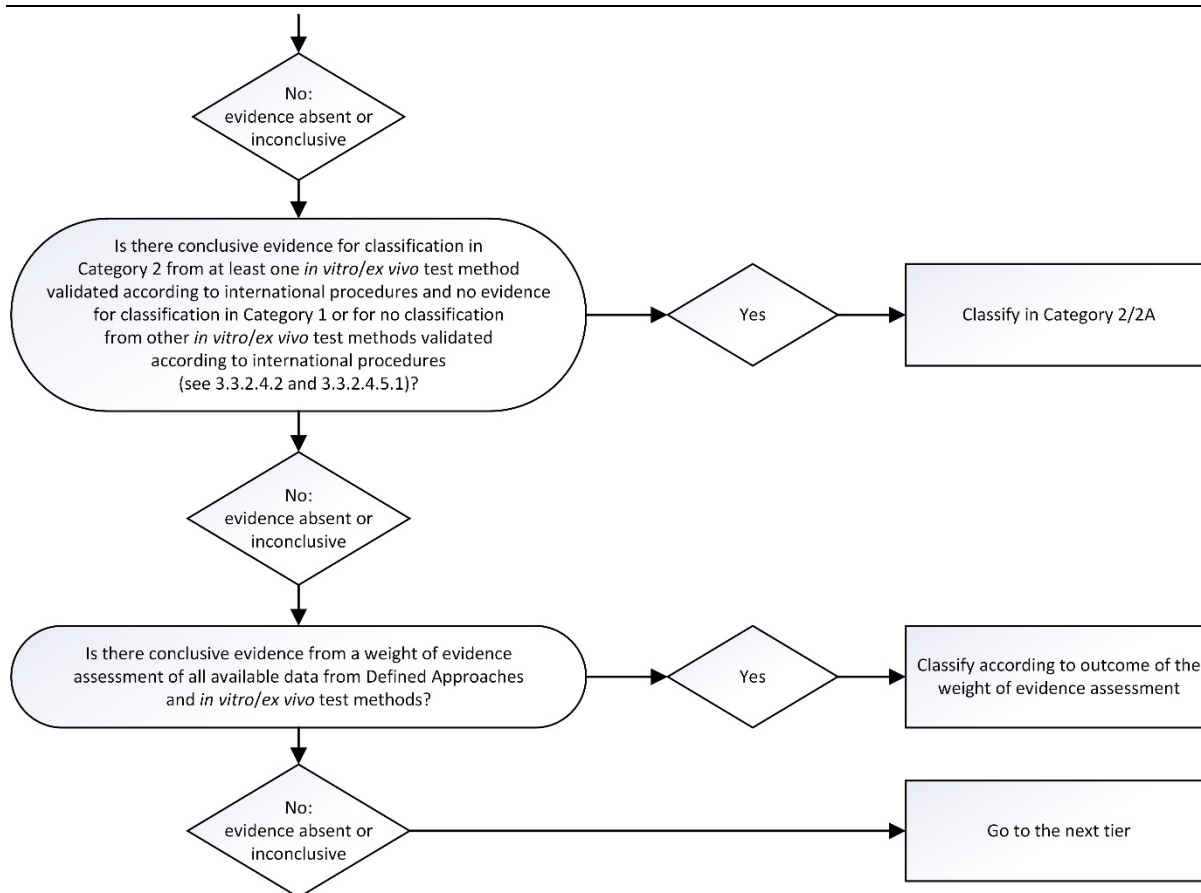 No:
evidence absent or
inconclusive
Is there conclusive evidence for classification in
Category 2 from at least one in vitro/ex vivo test method
validated according to international procedures and no evidence
for classification in Category 1 or for no classification
from other in vitro/ex vivo test methods validated
according to international procedures
(see 3.3.2.4.2 and 3.3.2.4.5.1)?
Yes
Classify in Category 2/2A
No:
evidence absent or
inconclusive
Is there conclusive evidence from a weight of evidence
assessment of all available data from Defined Approaches
and in vitro/ex vivo test methods?
Yes
Classify according to outcome of the
weight of evidence assessment
No:
evidence absent or
inconclusive
Go to the next tier